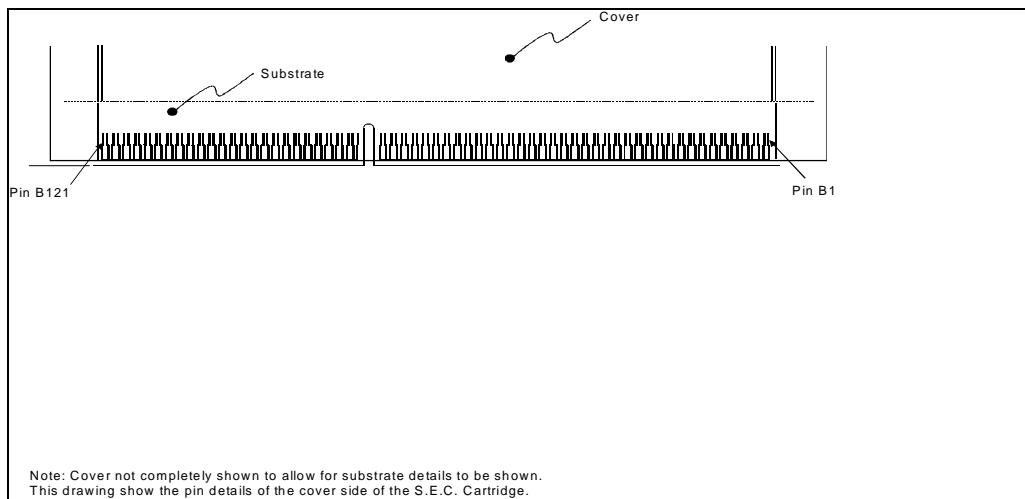 Cover
Substrate
Pin B121
Pin B1
Note: Cover not completely shown to allow for substrate details to be shown.
This drawing show the pin details of the cover side of the S.E.C. Cartridge.